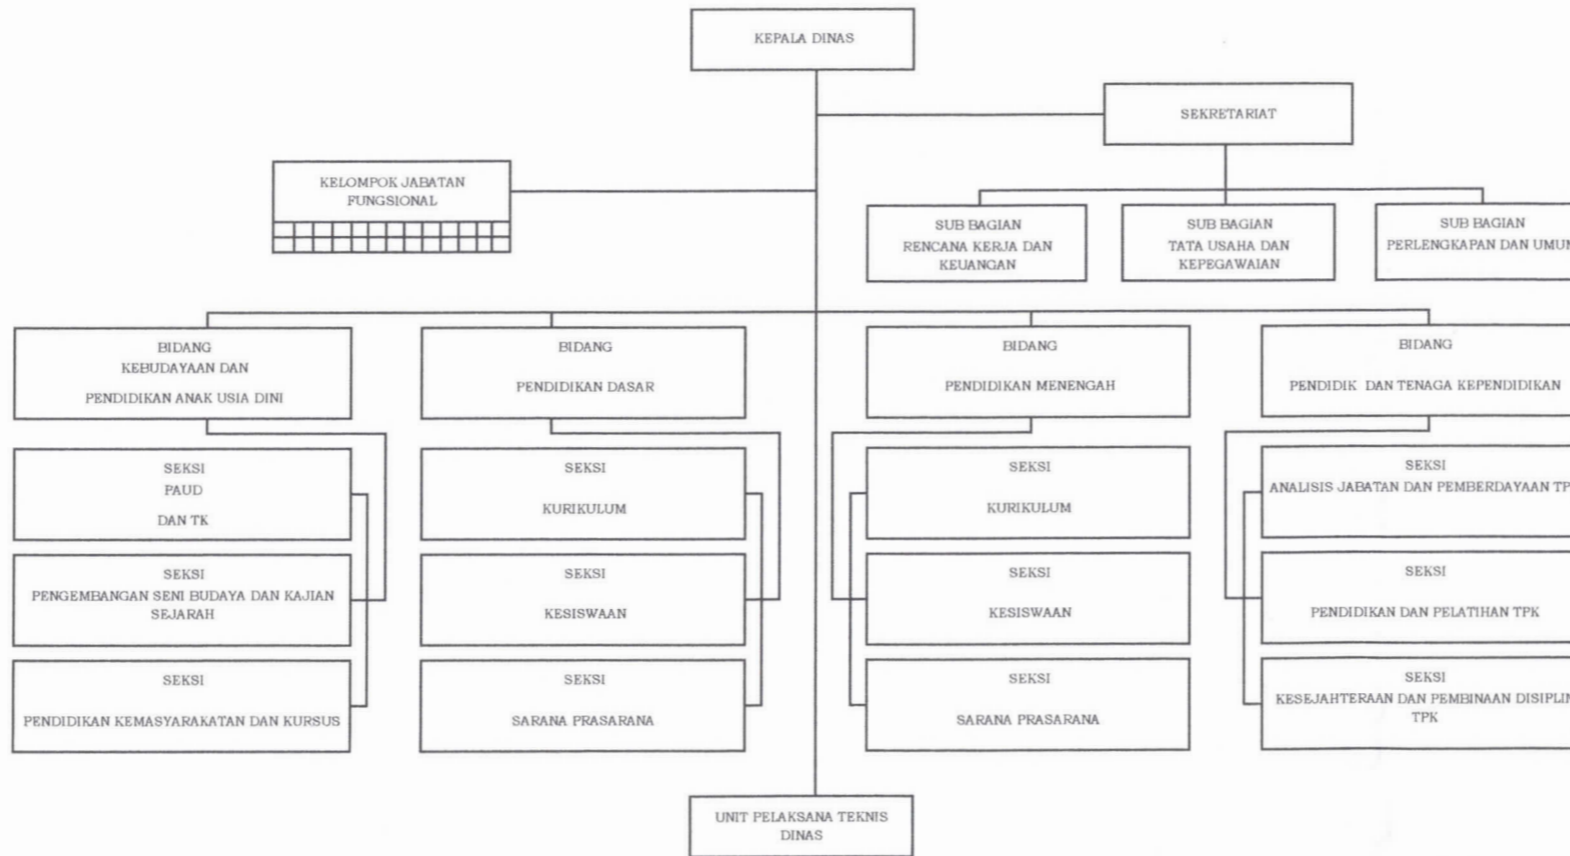 KEPALA DINAS
SEKRETARIAT
KELOMPOK JABATAN
FUNGSIONAL
SUB BAGIAN
RENCANA KERJA DAN
KEUANGAN
SUB BAGIAN
TATA USAHA DAN
KEPEGAWAIAN
SUB BAGIAN
PERLENGKAPAN DAN
BIDANG
KEBUDAYAAN DAN
PENDIDIKAN ANAK USIA DINI
BIDANG
PENDIDIKAN DASAR
BIDANG
PENDIDIKAN MENENGAH
BIDANG
PENDIDIK DAN TENAGA KEPENDIDIKAN
SEKSI
PAUD
DAN TK
SEKSI
PENGEMBANGAN SENI BUDAYA DAN KAJIAN
SEJARAH
SEKSI
PENDIDIKAN KEMASYARAKATAN DAN KURSUS
SEKSI
KURIKULUM
SEKSI
KESISWAAN
SEKSI
SARANA PRASARANA
SEKSI
KURIKULUM
SEKSI
KESISWAAN
SEKSI
SARANA PRASARANA
SEKSI
ANALISIS JABATAN DAN PEMBERDAYAAN
SEKSI
PENDIDIKAN DAN PELATIHAN TPK
SEKSI
KESEJAHTERAAN DAN PEMBINAAN DISIPLIN
TPK
UNIT PELAKSANA TEKNIS
DINAS